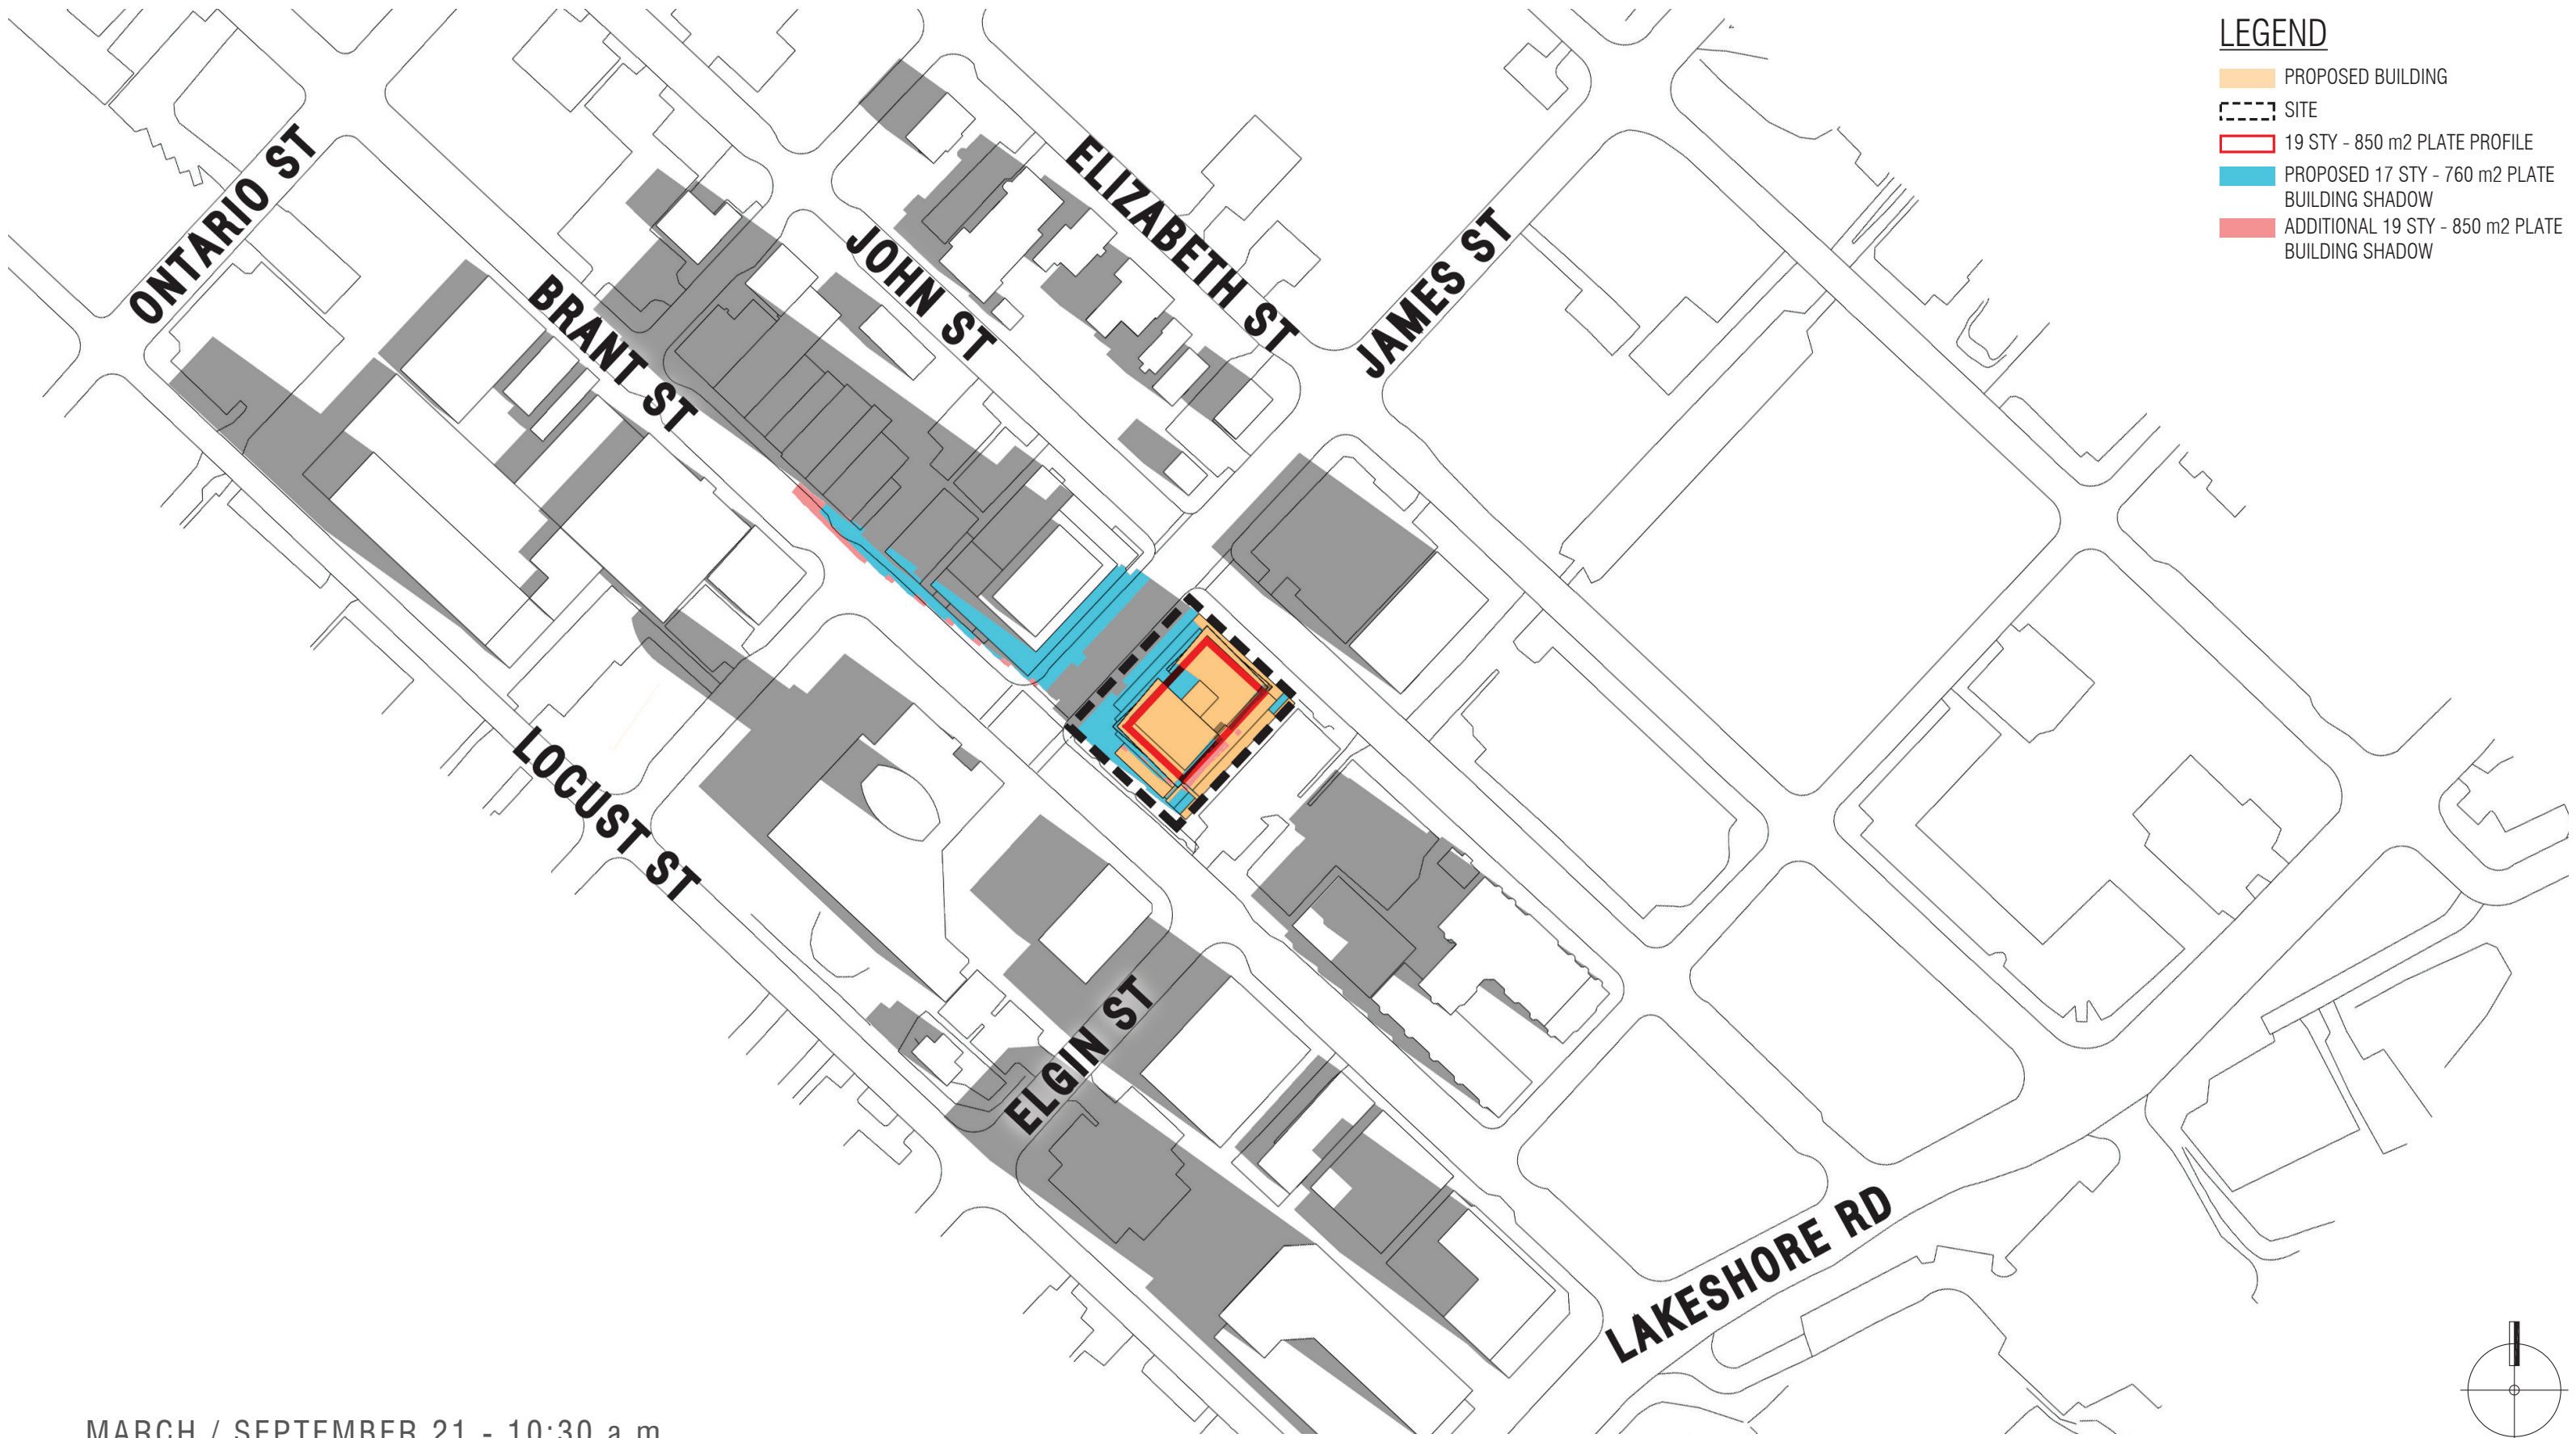 LEGEND
PROPOSED BUILDING
SITE
19 STY - 850 m2 PLATE PROFILE
PROPOSED 17 STY - 760 m2 PLATE
BUILDING SHADOW
ADDITIONAL 19 STY - 850 m2 PLATE
BUILDING SHADOW
ONTARIO ST
BRANT ST
JOHN ST
ELIZABETH ST
JAMES ST
LOCUST ST
ELGIN ST
LAKESHORE RD
MARCH / SEPTEMBER 21 - 10:30 a.m